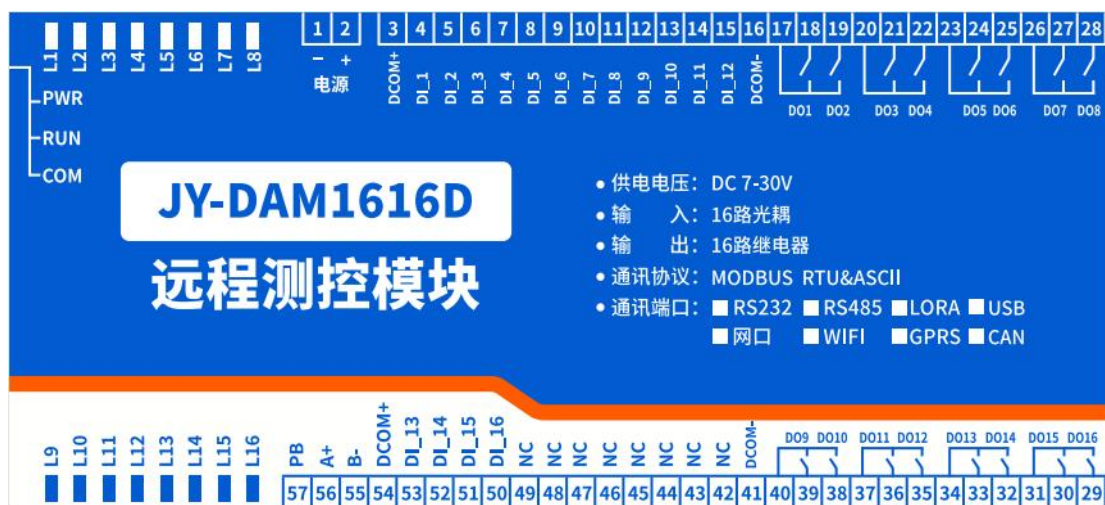 L1 L2 L3 L4 L5 L6 L7 L8
1 2 3 4 5 6 7 8 9 10 11 12 13 14 15 16 17 18 19 20 21 22 23 24 25 26 27 28
- +
电源
DCOM+ DI_1 DI_2 DI_3 DI_4 DI_5 DI_6 DI_7 DI_8 DI_9 DI_10 DI_11 DI_12 DCOM-
DO1 DO2 DO3 DO4 DO5 DO6 DO7 DO8
PWR
RUN
COM
JY-DAM1616D
远程测控模块
• 供电电压： DC 7-30V
• 输 入： 16路光耦
• 输 出： 16路继电器
• 通讯协议： MODBUS RTU&ASCII
• 通讯端口： RS232 RS485 LORA USB
网口 WIFI GPRS CAN
L9 L10 L11 L12 L13 L14 L15 L16
PB A+ B- DCOM+ DI_13 DI_14 DI_15 DI_16 NC NC NC NC NC NC NC NC DCOM-
DO9 DO10 DO11 DO12 DO13 DO14 DO15 DO16
57 56 55 54 53 52 51 50 49 48 47 46 45 44 43 42 41 40 39 38 37 36 35 34 33 32 31 30 29